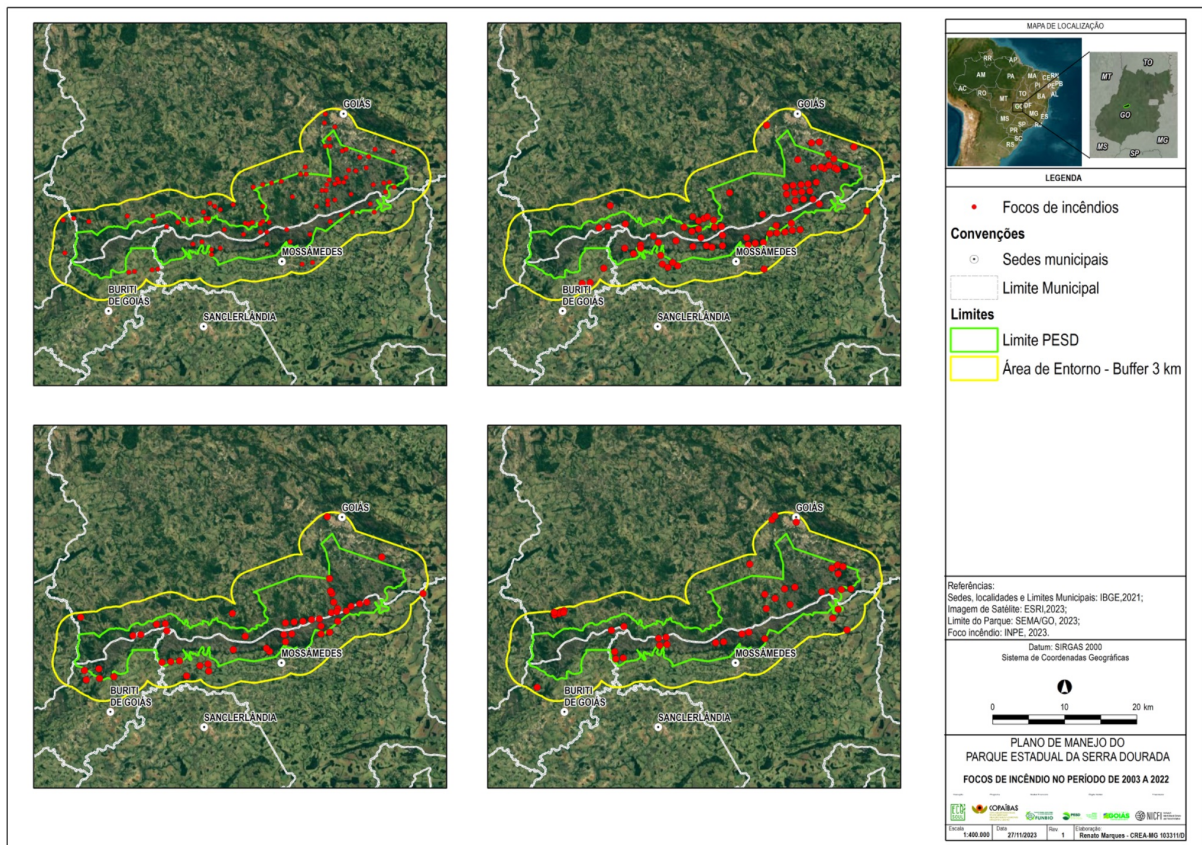 GOIÁS
MOSSÂMEDES
BURITI
DE GOIÁS
SANCLERLÂNDIA
GOIÁS
MOSSÂMEDES
BURITI
DE GOIÁS
SANCLERLÂNDIA
GOIÁS
MOSSÂMEDES
BURITI
DE GOIÁS
SANCLERLÂNDIA
GOIÁS
MOSSÂMEDES
BURITI
DE GOIÁS
SANCLERLÂNDIA
MAPA DE LOCALIZAÇÃO
RR
AP
AM
PA
MA
CE
RN
PB
PE
PI
AC
RO
TO
AL
MT
BA
GO
DF
MG
MS
ES
SP
RJ
PR
SC
RS
TO
MT
GO
MS
MG
SP
LEGENDA
Focos de incêndios
Convenções
Sedes municipais
Limite Municipal
Limites
Limite PESD
Área de Entorno - Buffer 3 km
Referências:
Sedes, localidades e Limites Municipais: IBGE,2021;
Imagem de Satélite: ESRI,2023;
Limite do Parque: SEMA/GO, 2023;
Foco incêndio: INPE, 2023.
Datum: SIRGAS 2000
Sistema de Coordenadas Geográficas
0 10 20 km
PLANO DE MANEJO DO
PARQUE ESTADUAL DA SERRA DOURADA
FOCOS DE INCÊNDIO NO PERÍODO DE 2003 A 2022
COPAÍBAS
FUNBIO
GOIÁS
NICFI
Escala
1:400.000
Data
27/11/2023
Rev.
1
Elaboração:
Renato Marques - CREA-MG 103311/D